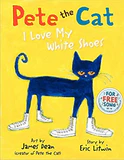 Pete the Cat
I Love My
White Shoes
FOR
FREE SONG
Art by
James Dean
(creator of Pete the Cat)
Story by
Eric Litwin